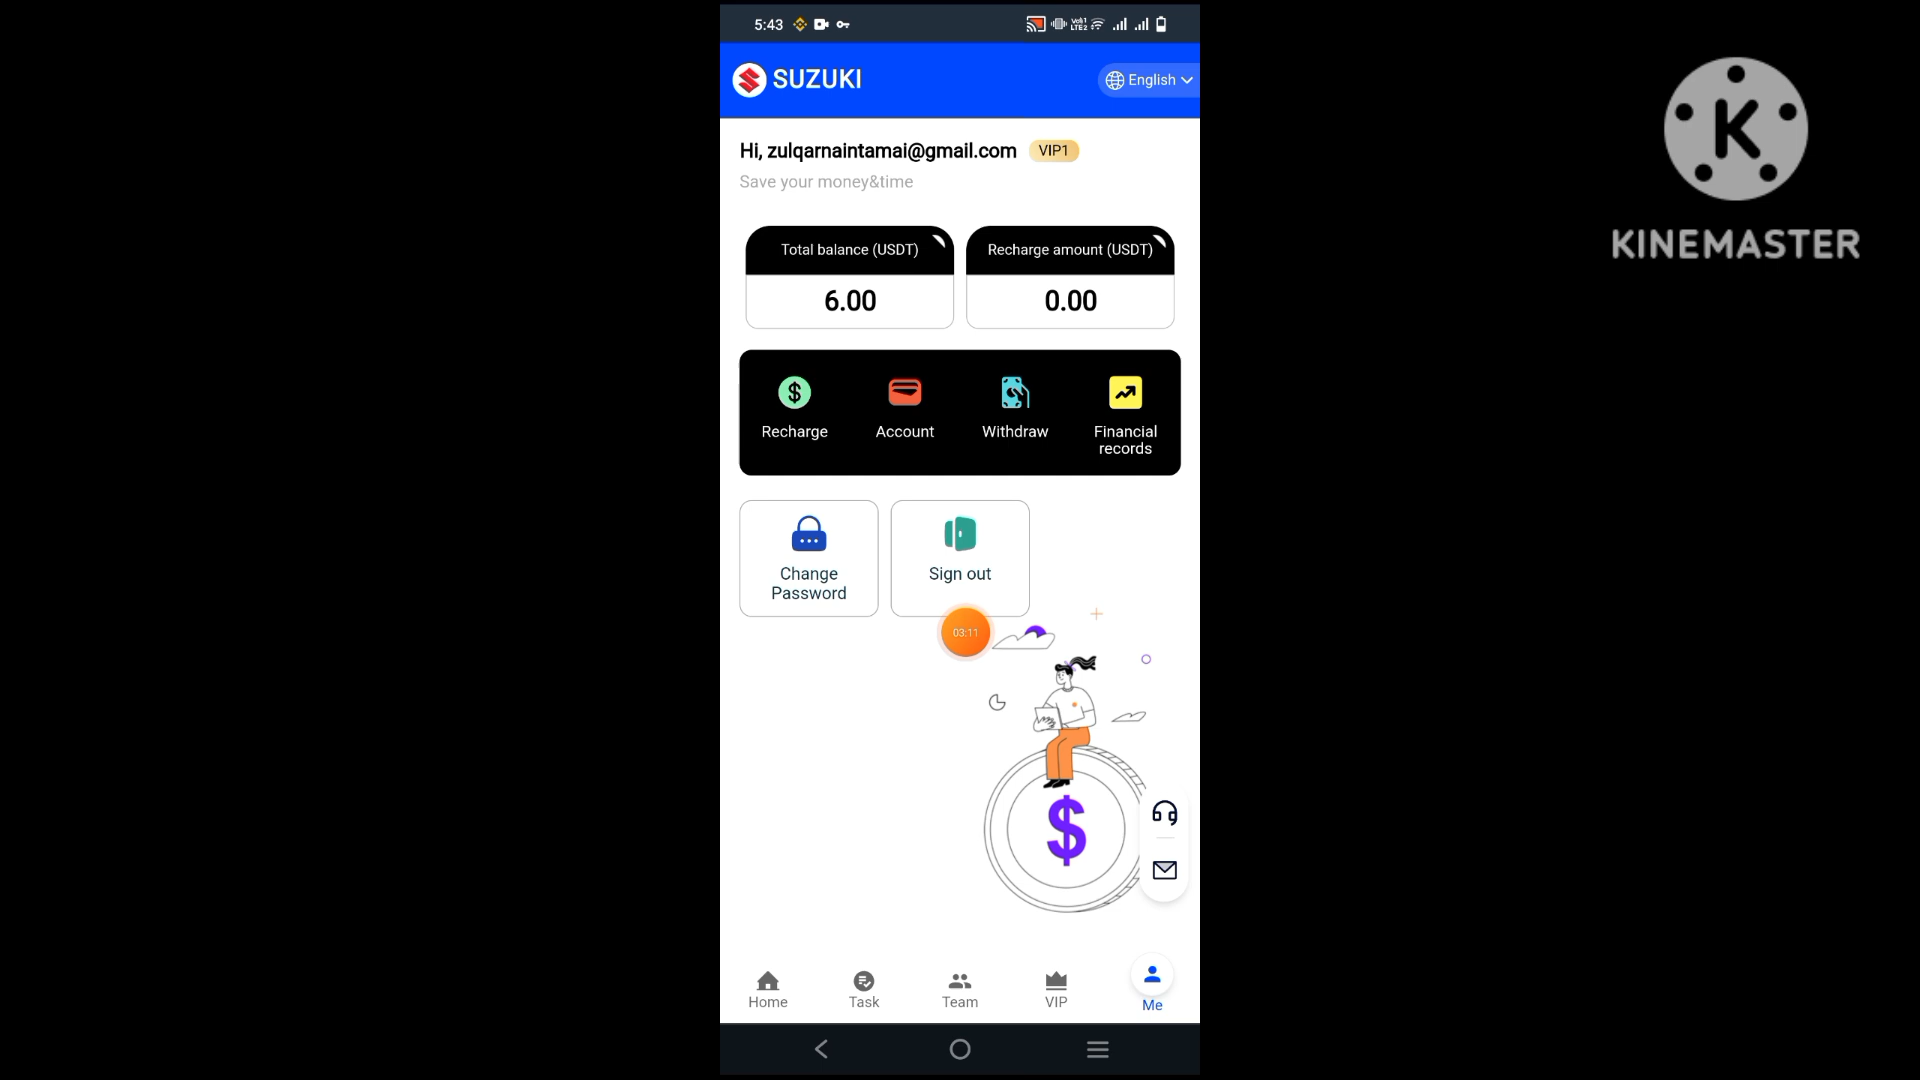 5:43
VoII1
LTE2
SUZUKI
English
Hi, zulqarnaintamai@gmail.com VIP1
Save your money&time
Total balance (USDT)
Recharge amount (USDT)
6.00
0.00
Recharge
Account
Withdraw
Financial
records
Change
Password
Sign out
03:11
$
Home
Task
Team
VIP
Me
K
KINEMASTER